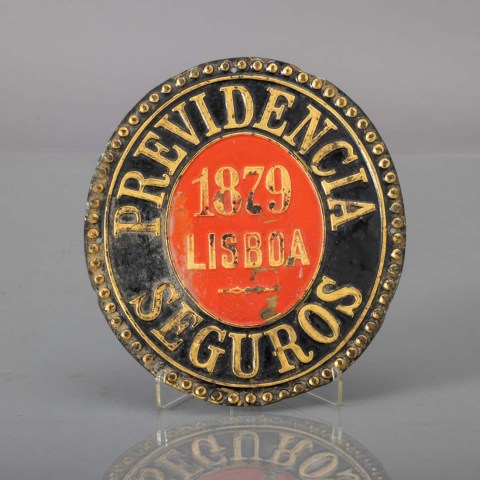 PREVIDENCIA
1879
LISBOA
SEGUROS